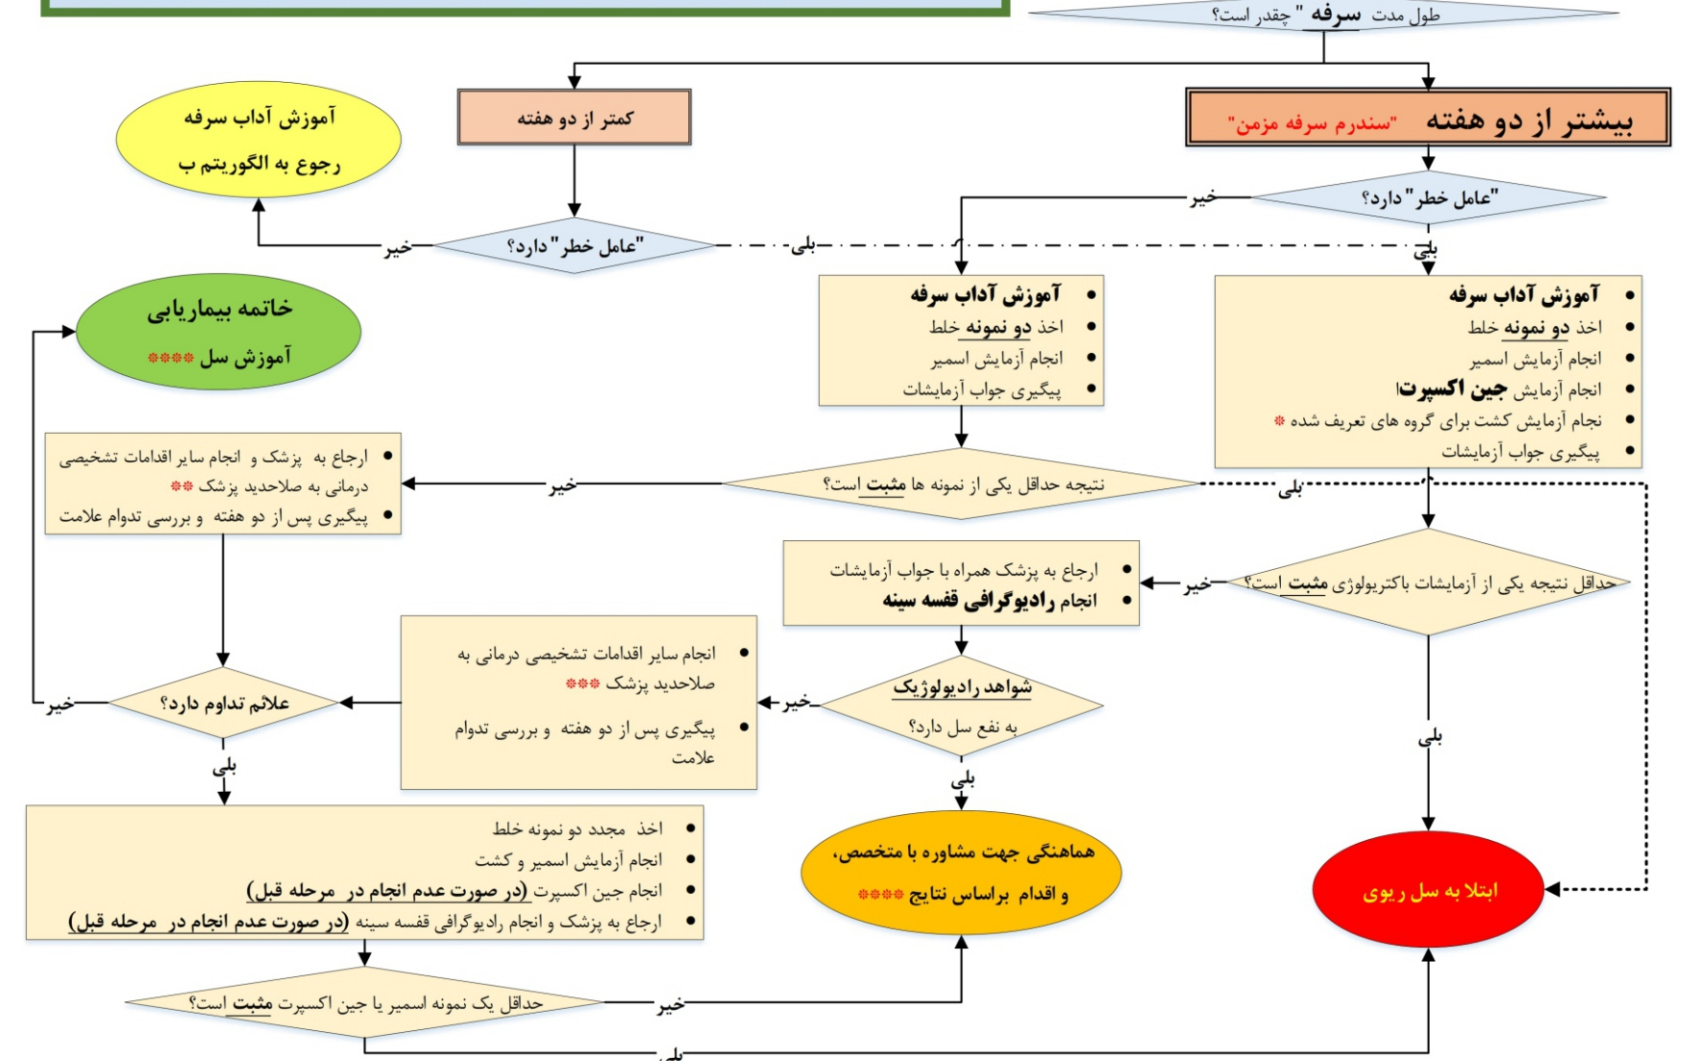 طول مدت سرفه " چقدر است؟
بیشتر از دو هفته "سندرم سرفه مزمن"
کمتر از دو هفته
آموزش آداب سرفه
رجوع به الگوریتم ب
"عامل خطر" دارد؟
خیر
بلی
"عامل خطر" دارد؟
خیر
بلی
• آموزش آداب سرفه
• اخذ دو نمونه خلط
• انجام آزمایش اسمیر
• انجام آزمایش جین اکسپرتا
• نجام آزمایش کشت برای گروه های تعریف شده *
• پیگیری جواب آزمایشات
• آموزش آداب سرفه
• اخذ دو نمونه خلط
• انجام آزمایش اسمیر
• پیگیری جواب آزمایشات
خاتمه بیماریابی
آموزش سل ****
نتیجه حداقل یکی از نمونه ها مثبت است؟
خیر
بلی
• ارجاع به پزشک و انجام سایر اقدامات تشخیصی
درمانی به صلاحدید پزشک **
• پیگیری پس از دو هفته و بررسی تدوام علامت
حداقل نتیجه یکی از آزمایشات باکتریولوژی مثبت است؟
خیر
بلی
• ارجاع به پزشک همراه با جواب آزمایشات
• انجام رادیوگرافی قفسه سینه
شواهد رادیولوژیک
به نفع سل دارد؟
خیر
بلی
• انجام سایر اقدامات تشخیصی درمانی به
صلاحدید پزشک ***
• پیگیری پس از دو هفته و بررسی تدوام
علامت
علائم تداوم دارد؟
خیر
بلی
• اخذ مجدد دو نمونه خلط
• انجام آزمایش اسمیر و کشت
• انجام جین اکسپرت (در صورت عدم انجام در مرحله قبل)
• ارجاع به پزشک و انجام رادیوگرافی قفسه سینه (در صورت عدم انجام در مرحله قبل)
هماهنگی جهت مشاوره با متخصص،
و اقدام براساس نتایج ****
ابتلا به سل ریوی
حداقل یک نمونه اسمیر یا جین اکسپرت مثبت است؟
خیر
بلی